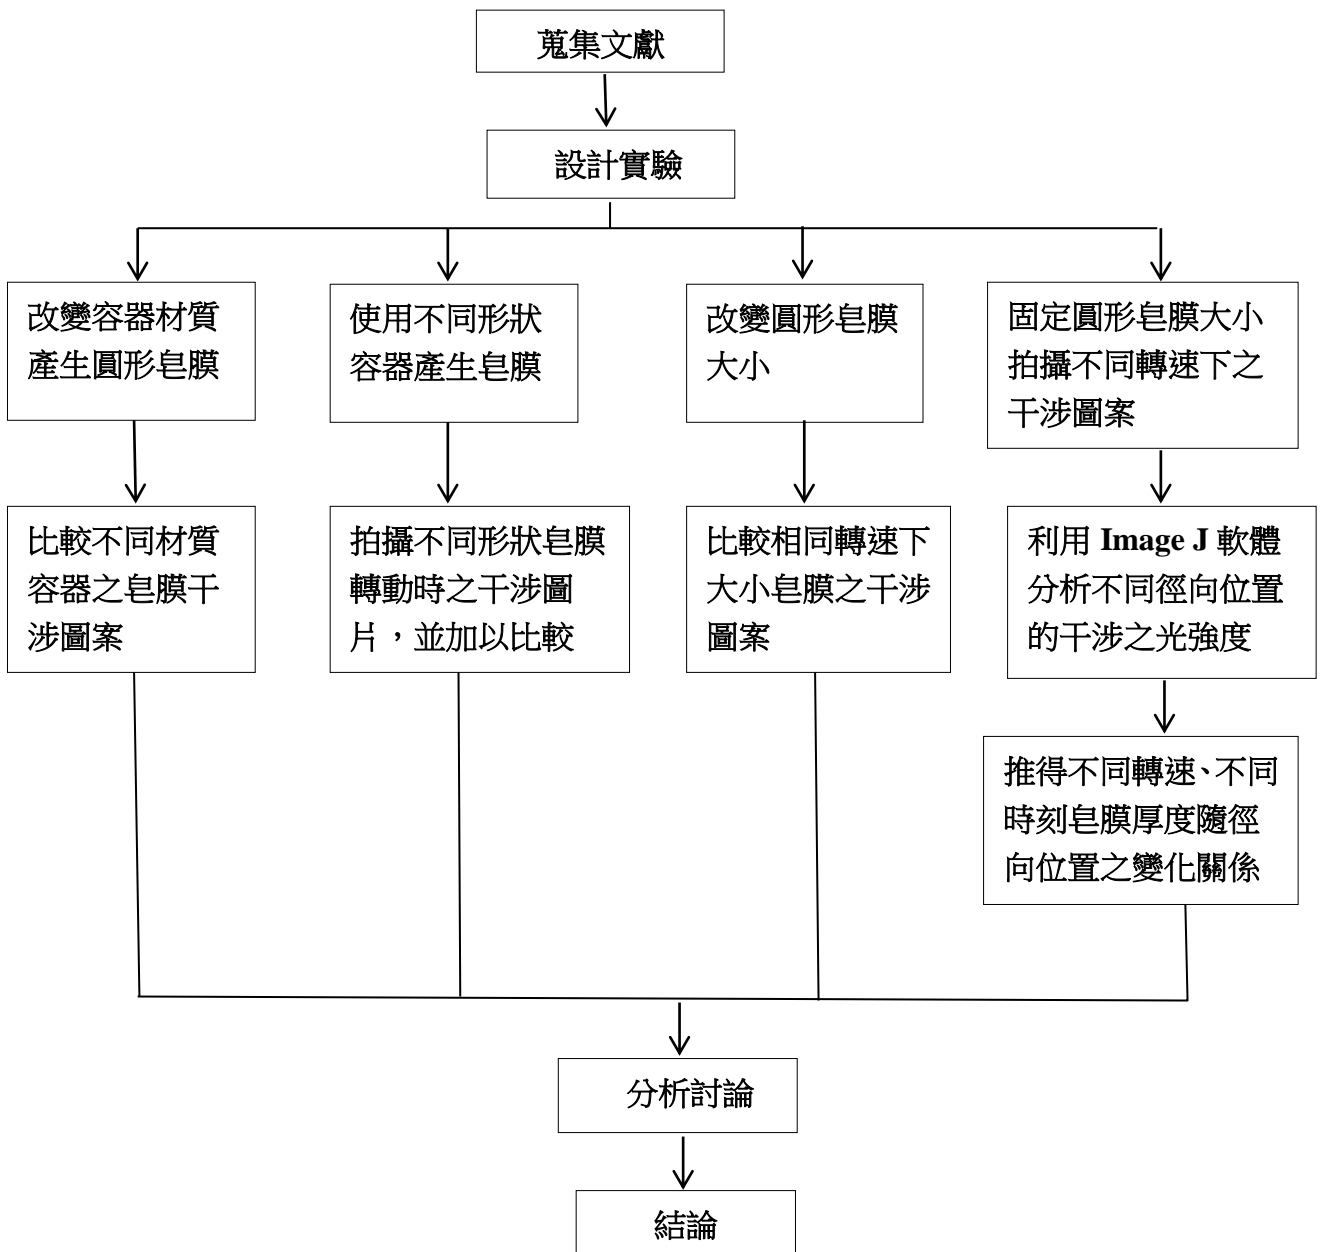 蒐集文獻
設計實驗
改變容器材質
產生圓形皂膜
使用不同形狀
容器產生皂膜
改變圓形皂膜
大小
固定圓形皂膜大小
拍攝不同轉速下之
干涉圖案
比較不同材質
容器之皂膜干
涉圖案
拍攝不同形狀皂膜
轉動時之干涉圖
片，並加以比較
比較相同轉速下
大小皂膜之干涉
圖案
利用 Image J 軟體
分析不同徑向位置
的干涉之光強度
推得不同轉速、不同
時刻皂膜厚度隨徑
向位置之變化關係
分析討論
結論